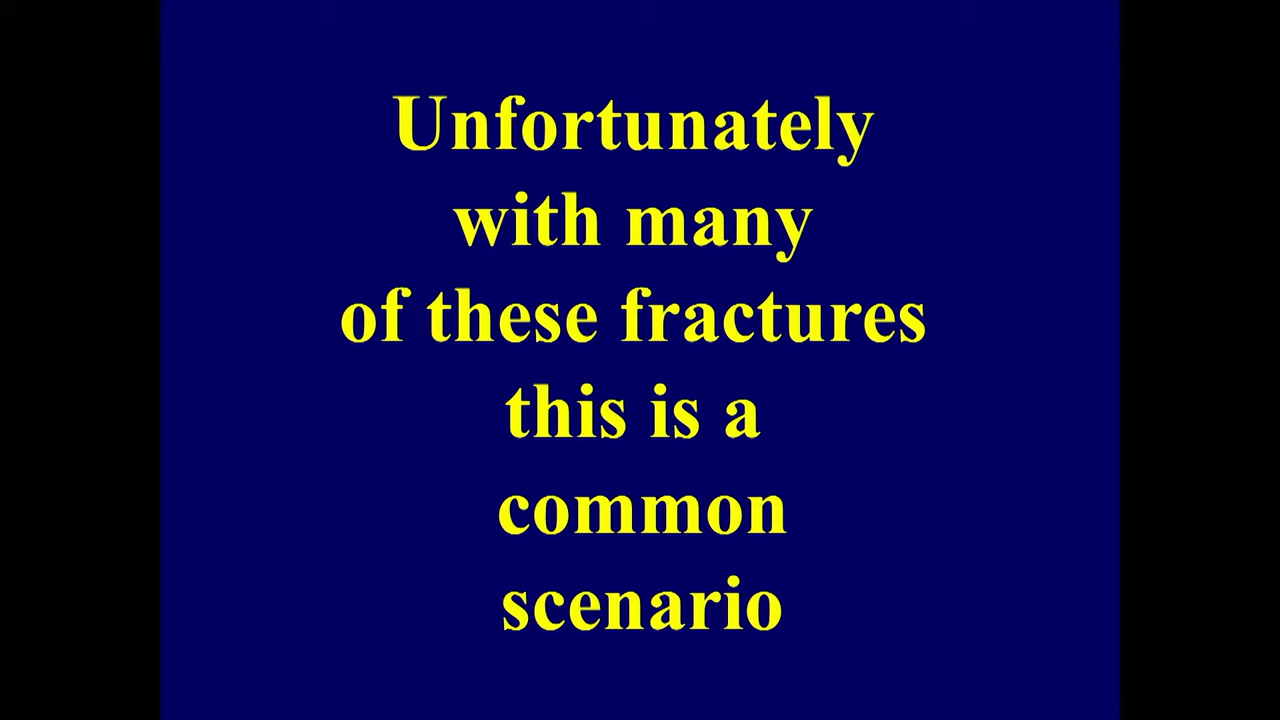 Unfortunately
with many
of these fractures
this is a
common
scenario